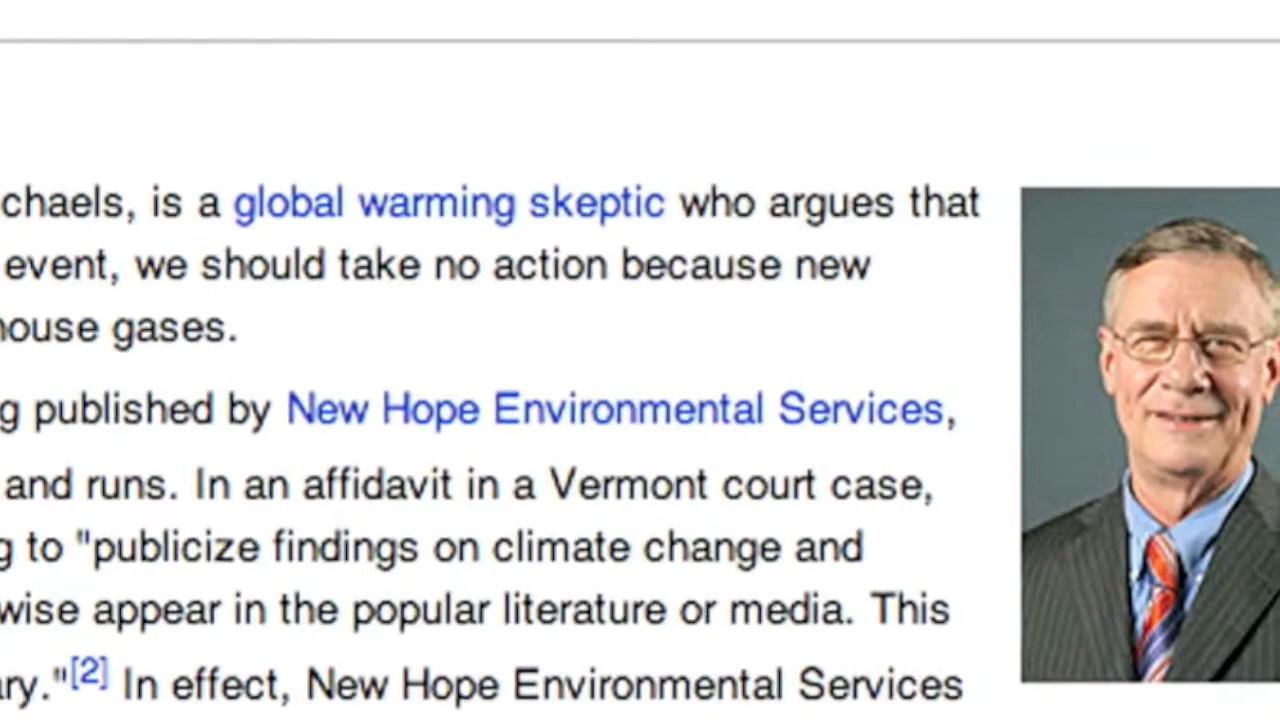 chaels, is a global warming skeptic who argues that
event, we should take no action because new
house gases.
g published by New Hope Environmental Services,
and runs. In an affidavit in a Vermont court case,
g to "publicize findings on climate change and
wise appear in the popular literature or media. This
ary."[2] In effect, New Hope Environmental Services